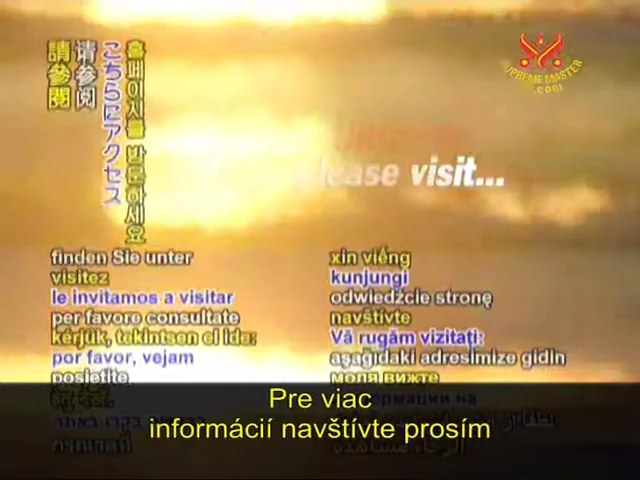 請參閱
请参阅
こちらにアクセス
홈페이지를 방문하세요
SUPREME MASTER
TV.com
please visit...
finden Sie unter
visitez
le invitamos a visitar
per favore consultate
kérjük, tekintsen el ide:
por favor, vejam
posjetite
xin viếng
kunjungi
odwiedźcie stronę
navštivte
Vă rugăm vizitați:
aşağıdaki adresimize gidin
моля вижте
Pre viac
informácií navštívte prosím